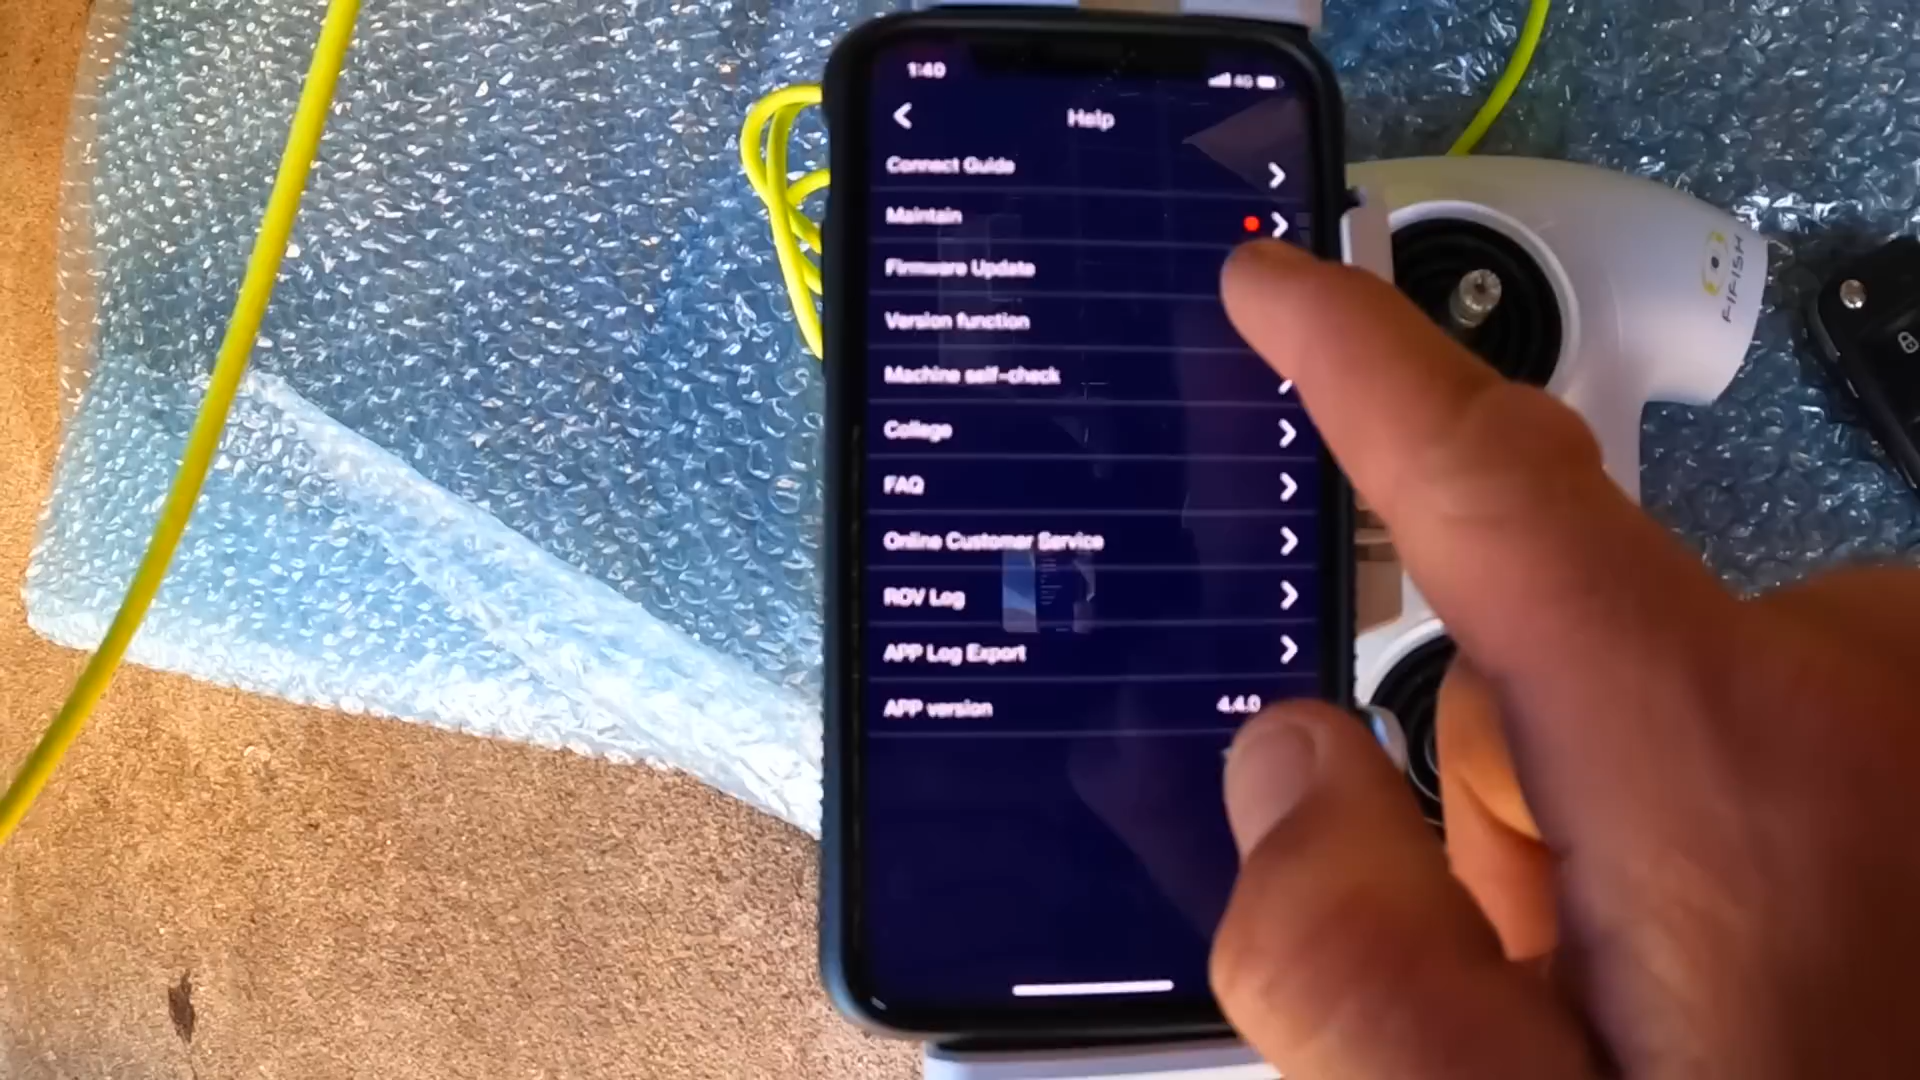 1:40
4G
Help
Connect Guide
Maintain
Firmware Update
Version function
Machine self-check
College
FAQ
Online Customer Service
ROV Log
APP Log Export
APP version 4.4.0
FIFISH